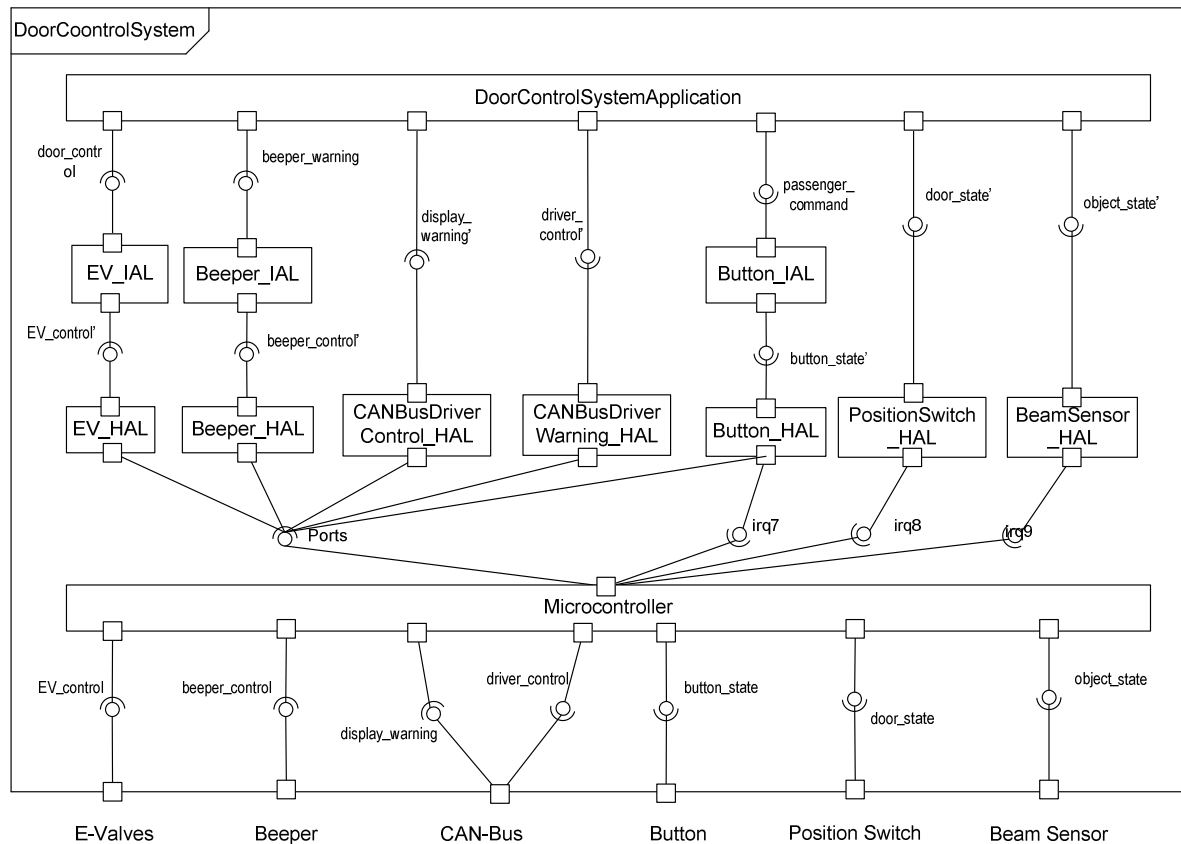 DoorCoontrolSystem
DoorControlSystemApplication
door_contr
ol
beeper_warning
display_
warning'
driver_
control'
passenger_
command
door_state'
object_state'
EV_IAL
Beeper_IAL
Button_IAL
EV_control'
beeper_control'
button_state'
EV_HAL
Beeper_HAL
CANBusDriver
Control_HAL
CANBusDriver
Warning_HAL
Button_HAL
PositionSwitch
_HAL
BeamSensor
_HAL
Ports
irq7
irq8
irq9
Microcontroller
EV_control
beeper_control
display_warning
driver_control
button_state
door_state
object_state
E-Valves
Beeper
CAN-Bus
Button
Position Switch
Beam Sensor